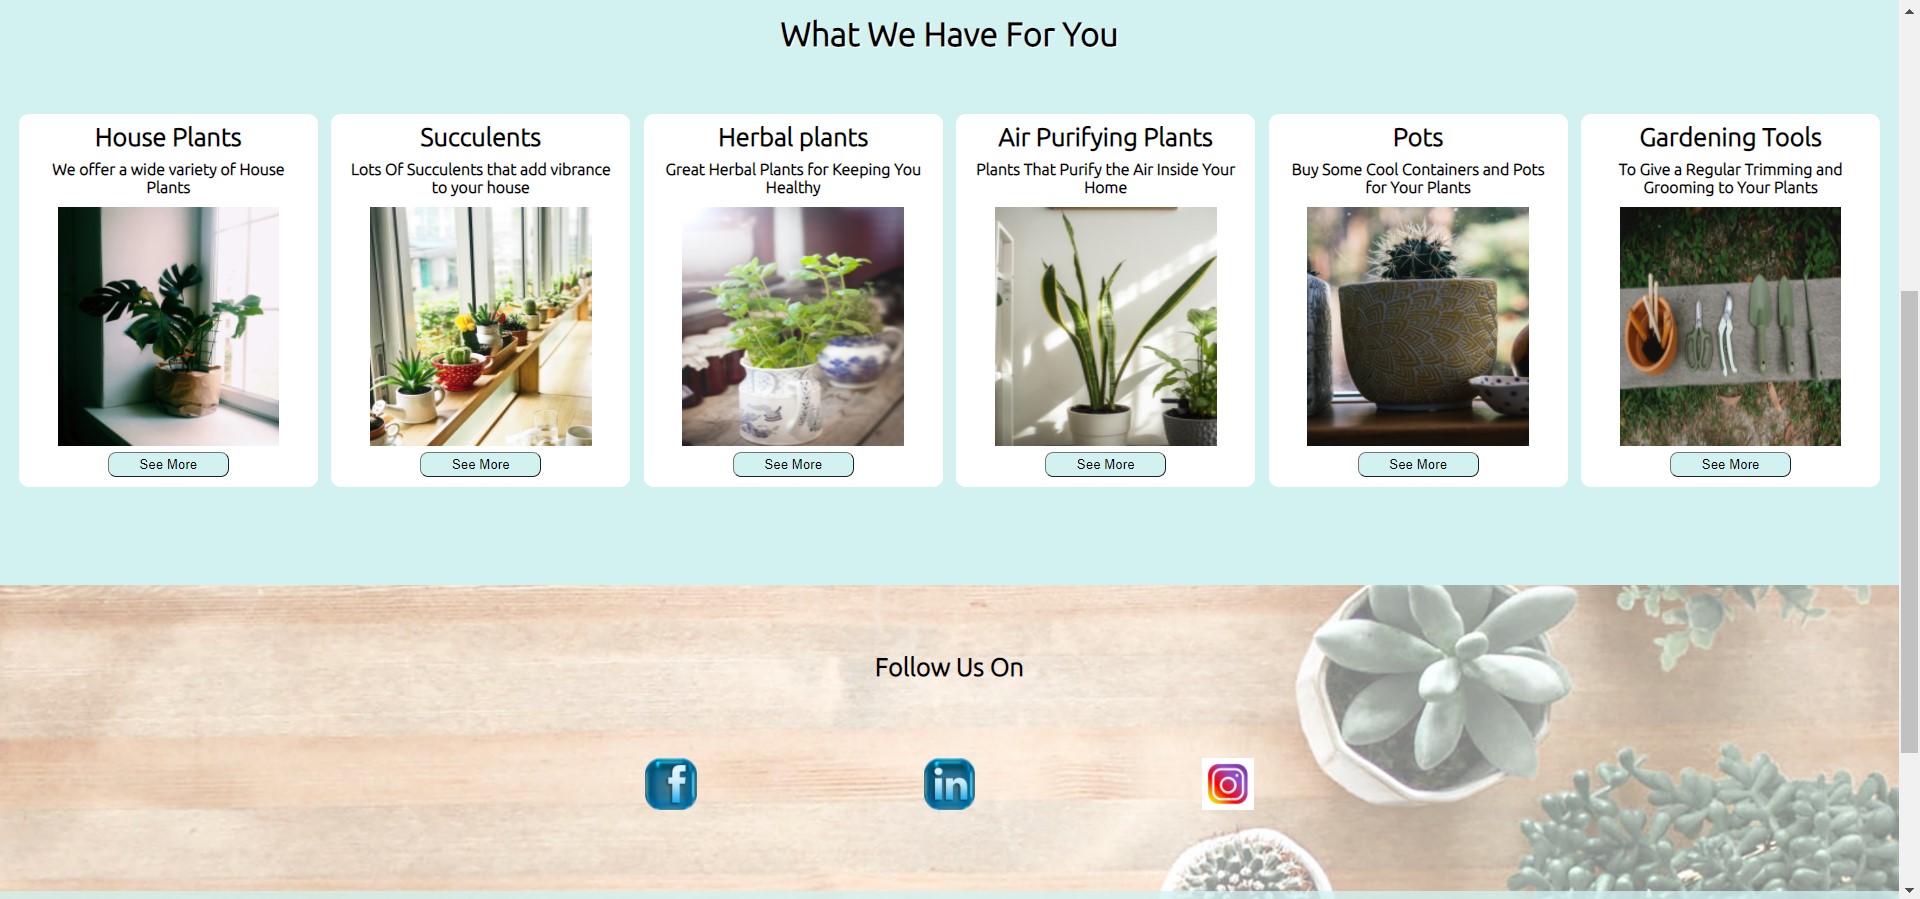 What We Have For You
House Plants
We offer a wide variety of House
Plants
See More
Succulents
Lots Of Succulents that add vibrance
to your house
See More
Herbal plants
Great Herbal Plants for Keeping You
Healthy
See More
Air Purifying Plants
Plants That Purify the Air Inside Your
Home
See More
Pots
Buy Some Cool Containers and Pots
for Your Plants
See More
Gardening Tools
To Give a Regular Trimming and
Grooming to Your Plants
See More
Follow Us On
f
in